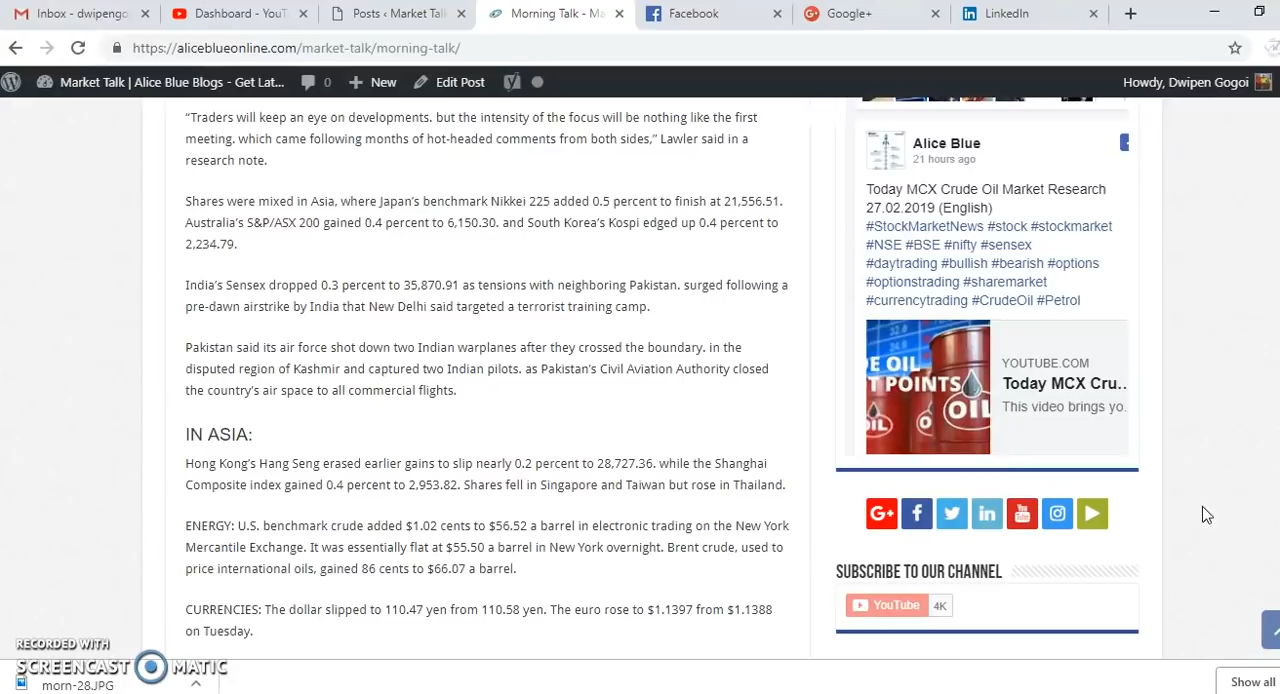 Inbox - dwipeng
Dashboard - YouT
Posts ‹ Market Tal
Morning Talk - Ma
Facebook
Google+
LinkedIn
https://aliceblueonline.com/market-talk/morning-talk/
Market Talk | Alice Blue Blogs - Get Lat...
0
New
Edit Post
Howdy, Dwipen Gogoi
“Traders will keep an eye on developments. but the intensity of the focus will be nothing like the first
meeting. which came following months of hot-headed comments from both sides,” Lawler said in a
research note.
Shares were mixed in Asia, where Japan’s benchmark Nikkei 225 added 0.5 percent to finish at 21,556.51.
Australia’s S&P/ASX 200 gained 0.4 percent to 6,150.30. and South Korea’s Kospi edged up 0.4 percent to
2,234.79.
India’s Sensex dropped 0.3 percent to 35,870.91 as tensions with neighboring Pakistan. surged following a
pre-dawn airstrike by India that New Delhi said targeted a terrorist training camp.
Pakistan said its air force shot down two Indian warplanes after they crossed the boundary. in the
disputed region of Kashmir and captured two Indian pilots. as Pakistan’s Civil Aviation Authority closed
the country’s air space to all commercial flights.
IN ASIA:
Hong Kong’s Hang Seng erased earlier gains to slip nearly 0.2 percent to 28,727.36. while the Shanghai
Composite index gained 0.4 percent to 2,953.82. Shares fell in Singapore and Taiwan but rose in Thailand.
ENERGY: U.S. benchmark crude added $1.02 cents to $56.52 a barrel in electronic trading on the New York
Mercantile Exchange. It was essentially flat at $55.50 a barrel in New York overnight. Brent crude, used to
price international oils, gained 86 cents to $66.07 a barrel.
CURRENCIES: The dollar slipped to 110.47 yen from 110.58 yen. The euro rose to $1.1397 from $1.1388
on Tuesday.
Alice Blue
21 hours ago
Today MCX Crude Oil Market Research
27.02.2019 (English)
#StockMarketNews #stock #stockmarket
#NSE #BSE #nifty #sensex
#daytrading #bullish #bearish #options
#optionstrading #sharemarket
#currencytrading #CrudeOil #Petrol
DE OIL
T POINTS
OIL
YOUTUBE.COM
Today MCX Cru..
This video brings yo.
G+
SUBSCRIBE TO OUR CHANNEL
YouTube
4K
RECORDED WITH
SCREENCAST MATIC
morn-28.JPG
Show all